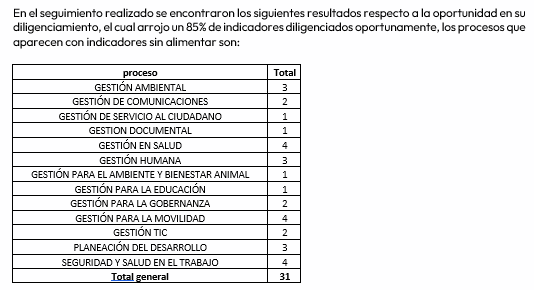 En el seguimiento realizado se encontraron los siguientes resultados respecto a la oportunidad en su
diligenciamiento, el cual arrojo un 85% de indicadores diligenciados oportunamente, los procesos que
aparecen con indicadores sin alimentar son:
proceso Total
GESTIÓN AMBIENTAL 3
GESTIÓN DE COMUNICACIONES 2
GESTIÓN DE SERVICIO AL CIUDADANO 1
GESTION DOCUMENTAL 1
GESTIÓN EN SALUD 4
GESTIÓN HUMANA 3
GESTIÓN PARA EL AMBIENTE Y BIENESTAR ANIMAL 1
GESTIÓN PARA LA EDUCACIÓN 1
GESTIÓN PARA LA GOBERNANZA 2
GESTIÓN PARA LA MOVILIDAD 4
GESTIÓN TIC 2
PLANEACIÓN DEL DESARROLLO 3
SEGURIDAD Y SALUD EN EL TRABAJO 4
Total general 31